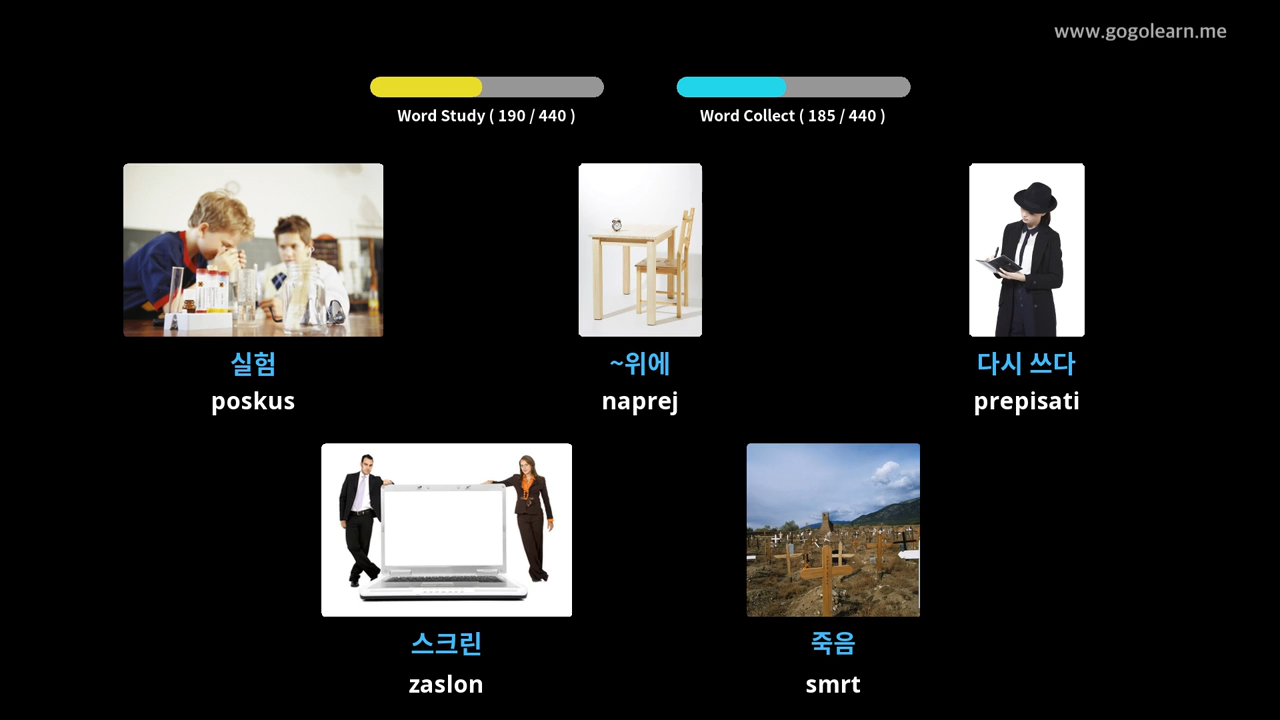 www.gogolearn.me
Word Study ( 190 / 440 )
Word Collect ( 185 / 440 )
실험
poskus
~위에
naprej
다시 쓰다
prepisati
스크린
zaslon
죽음
smrt